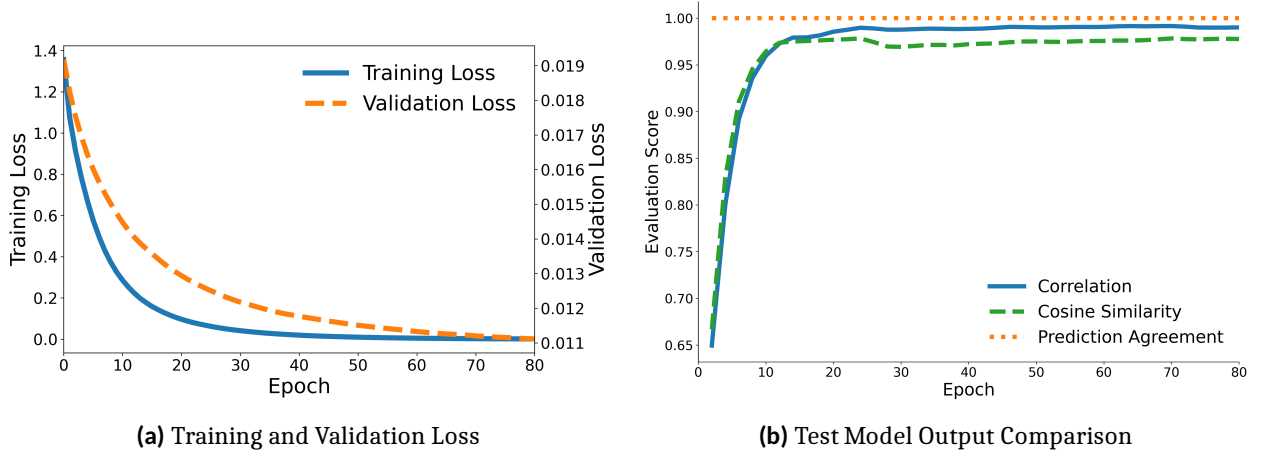 1.4
1.2
1.0
0.8
0.6
0.4
0.2
0.0
Training Loss
0 10 20 30 40 50 60 70 80
Epoch
Training Loss
Validation Loss
0.019
0.018
0.017
0.016
0.015
0.014
0.013
0.012
0.011
Validation Loss
(a) Training and Validation Loss
1.00
0.95
0.90
0.85
0.80
0.75
0.70
0.65
Evaluation Score
0 10 20 30 40 50 60 70 80
Epoch
Correlation
Cosine Similarity
Prediction Agreement
(b) Test Model Output Comparison